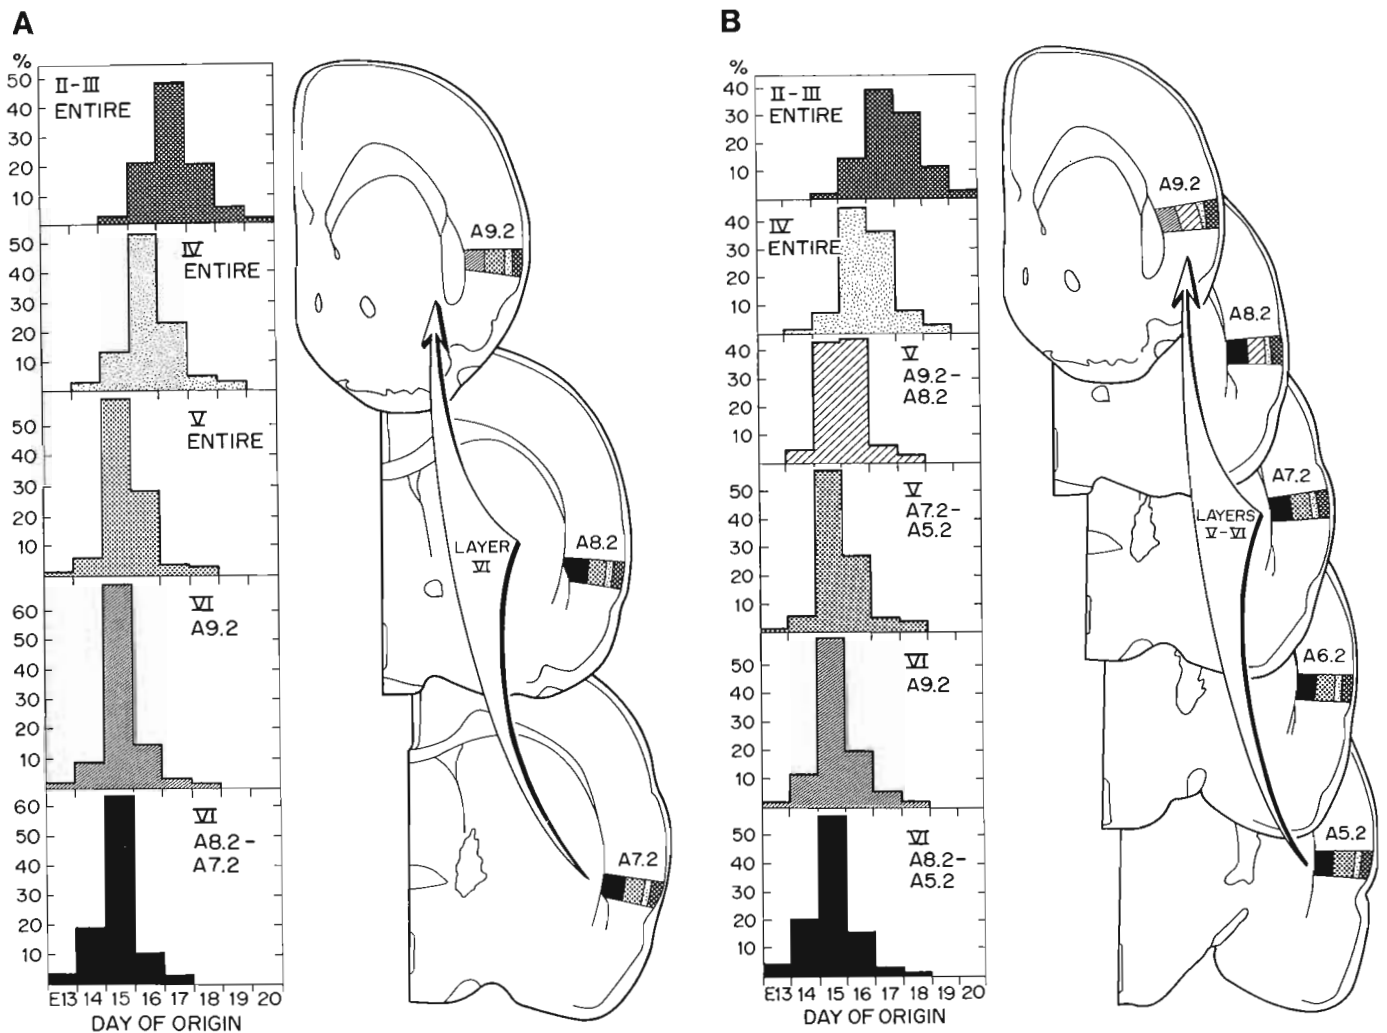 A
%
50
II-III
ENTIRE
40
30
20
10
50
IV
ENTIRE
40
30
20
10
50
V
ENTIRE
40
30
20
10
60
VI
A9.2
50
40
30
20
10
60
VI
A8.2-
A7.2
50
40
30
20
10
E13 14 15 16 17 18 19 20
DAY OF ORIGIN
A9.2
LAYER
VI
A8.2
A7.2
B
%
40
II-III
ENTIRE
30
20
10
40
IV
ENTIRE
30
20
10
40
V
A9.2-
A8.2
30
20
10
50
V
A7.2-
A5.2
40
30
20
10
50
VI
A9.2
40
30
20
10
50
VI
A8.2-
A5.2
40
30
20
10
E13 14 15 16 17 18 19 20
DAY OF ORIGIN
A9.2
A8.2
A7.2
LAYERS
V-VI
A6.2
A5.2